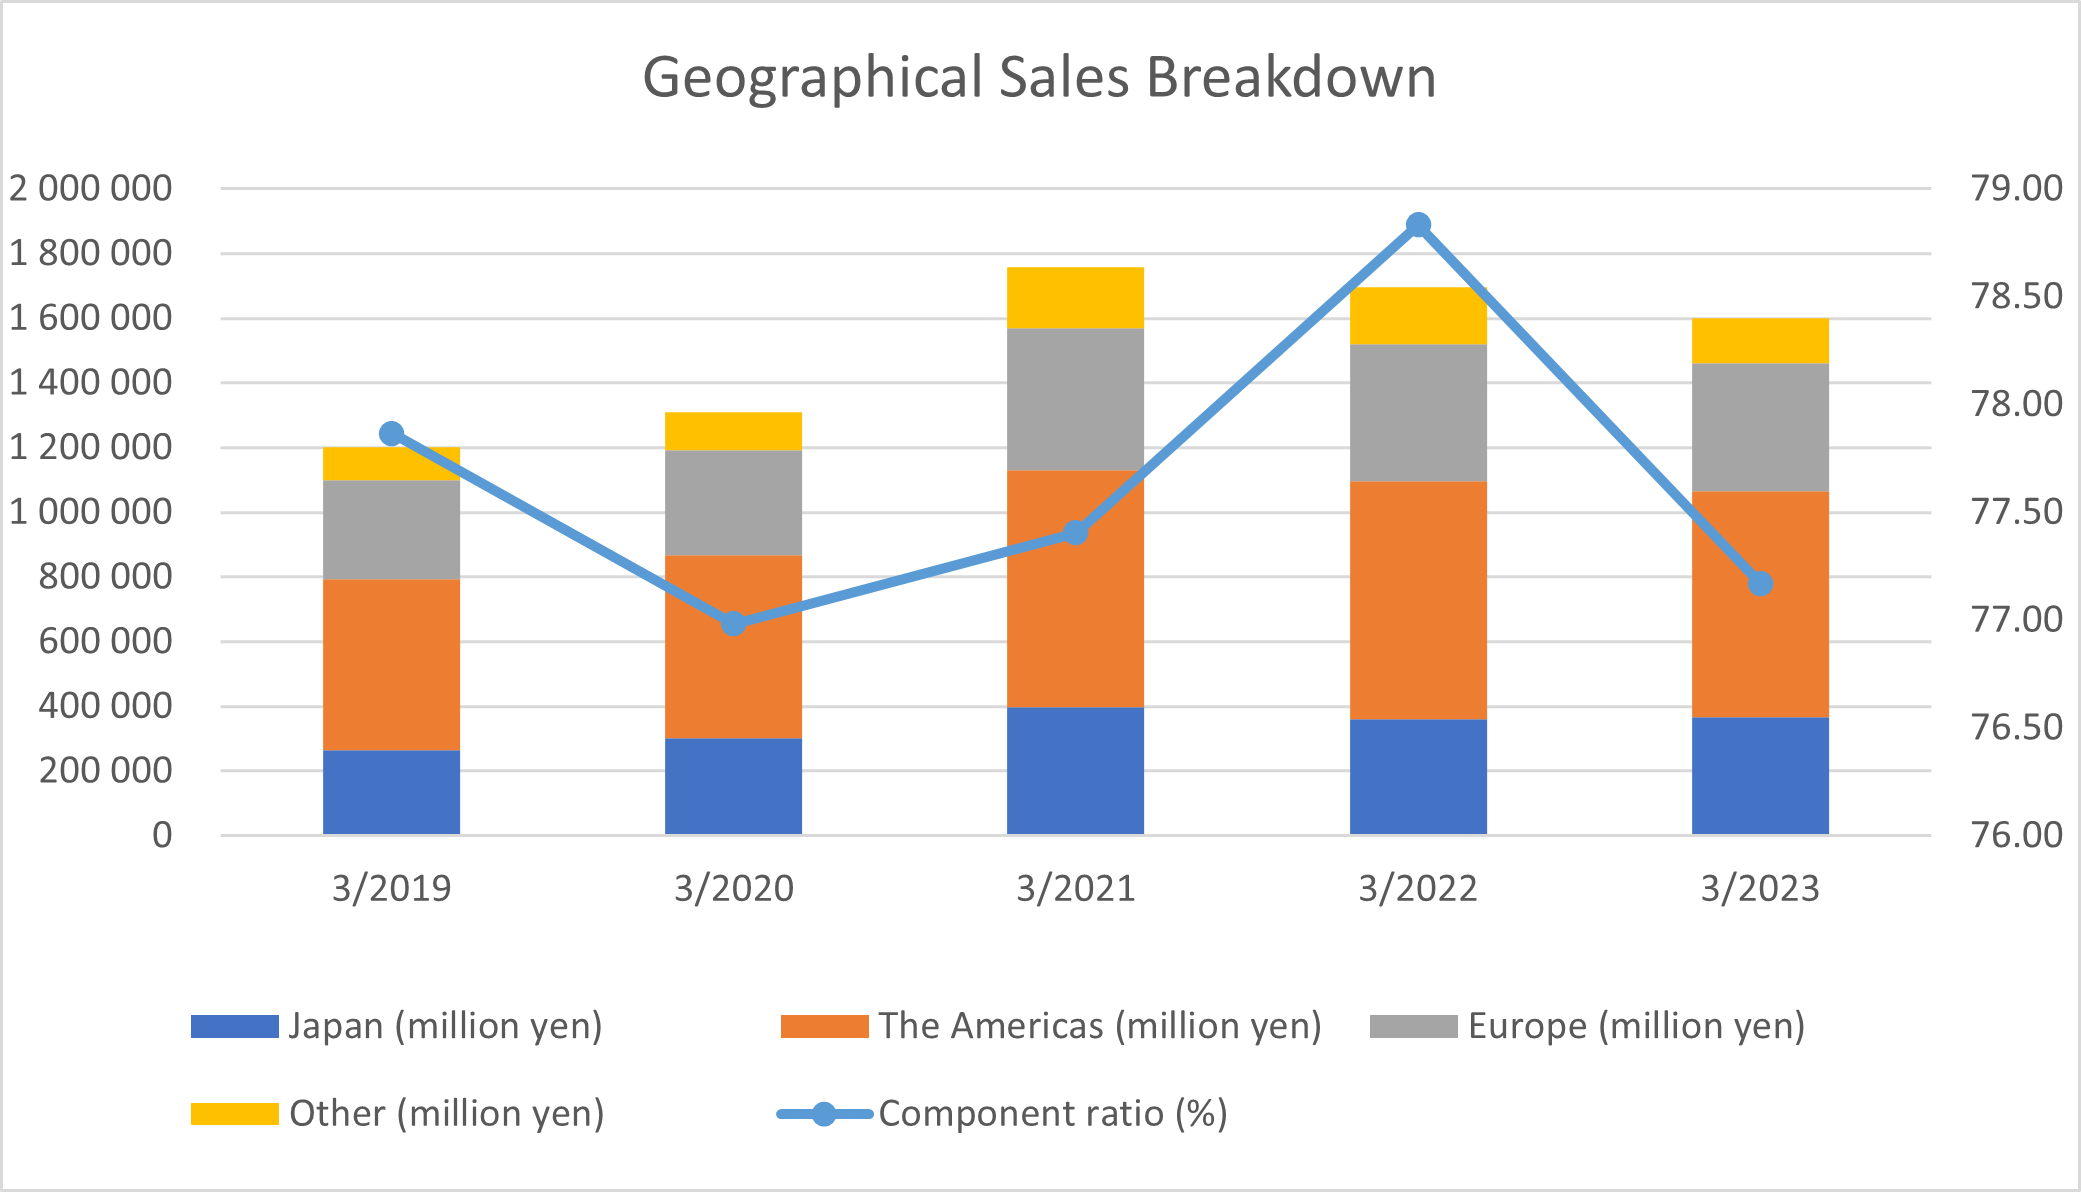 Geographical Sales Breakdown
2 000 000
1 800 000
1 600 000
1 400 000
1 200 000
1 000 000
800 000
600 000
400 000
200 000
0
79.00
78.50
78.00
77.50
77.00
76.50
76.00
3/2019 3/2020 3/2021 3/2022 3/2023
Japan (million yen) The Americas (million yen) Europe (million yen)
Other (million yen) Component ratio (%)